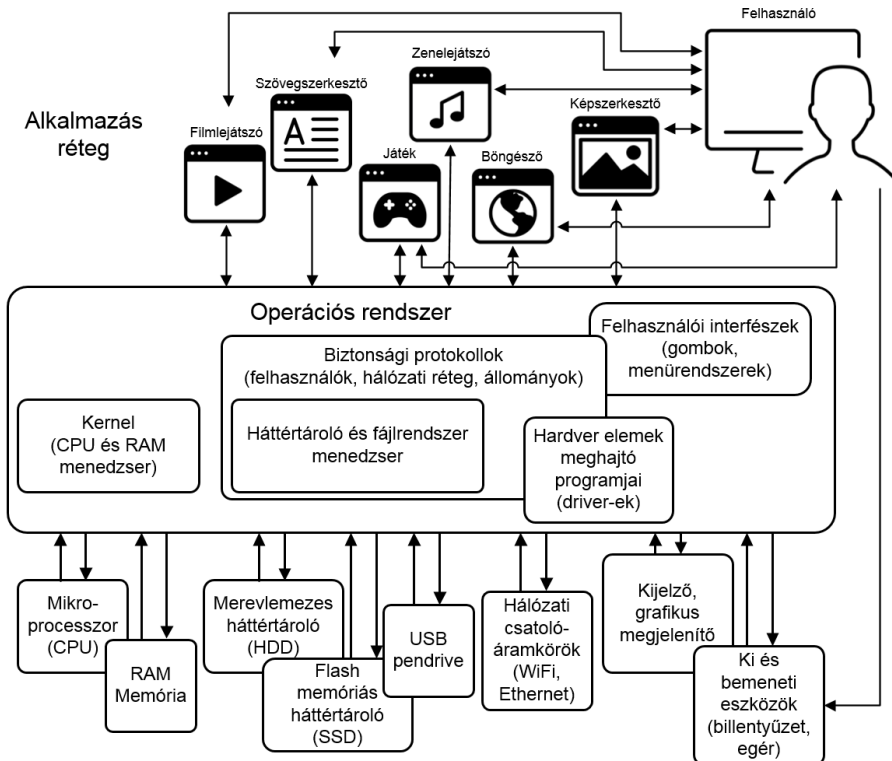 Felhasználó
Zenelejátszó
Szövegszerkesztő
Képszerkesztő
Alkalmazás
réteg
Filmlejátszó
Játék
Böngésző
Operációs rendszer
Felhasználói interfészek
(gombok,
menürendszerek)
Biztonsági protokollok
(felhasználók, hálózati réteg, állományok)
Kernel
(CPU és RAM
menedzser)
Háttértároló és fájlrendszer
menedzser
Hardver elemek
meghajtó
programjai
(driver-ek)
Mikro-
processzor
(CPU)
RAM
Memória
Merevlemezes
háttértároló
(HDD)
Flash
memóriás
háttértároló
(SSD)
USB
pendrive
Hálózati
csatoló-
áramkörök
(WiFi,
Ethernet)
Kijelző,
grafikus
megjelenítő
Ki és
bemeneti
eszközök
(billentyűzet,
egér)